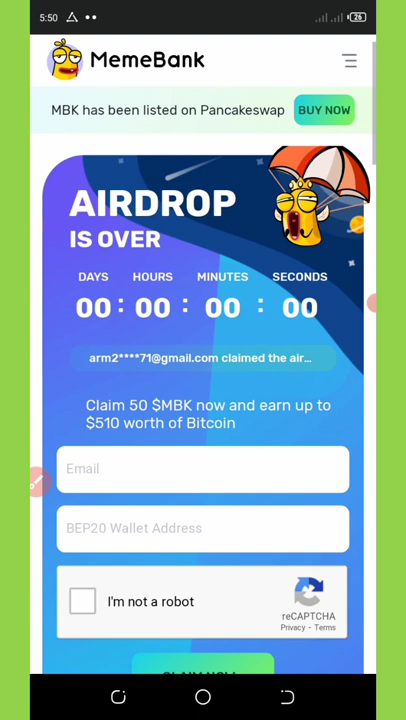 5:50
26
MemeBank
MBK has been listed on Pancakeswap
BUY NOW
AIRDROP
IS OVER
DAYS HOURS MINUTES SECONDS
00 : 00 : 00 : 00
arm2****71@gmail.com claimed the air...
Claim 50 $MBK now and earn up to
$510 worth of Bitcoin
Email
BEP20 Wallet Address
I'm not a robot
reCAPTCHA
Privacy - Terms
CLAIM NOW